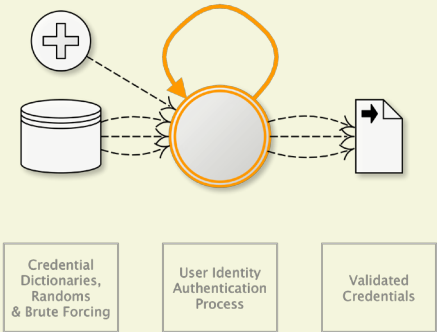 Credential
Dictionaries,
Randoms
& Brute Forcing
User Identity
Authentication
Process
Validated
Credentials